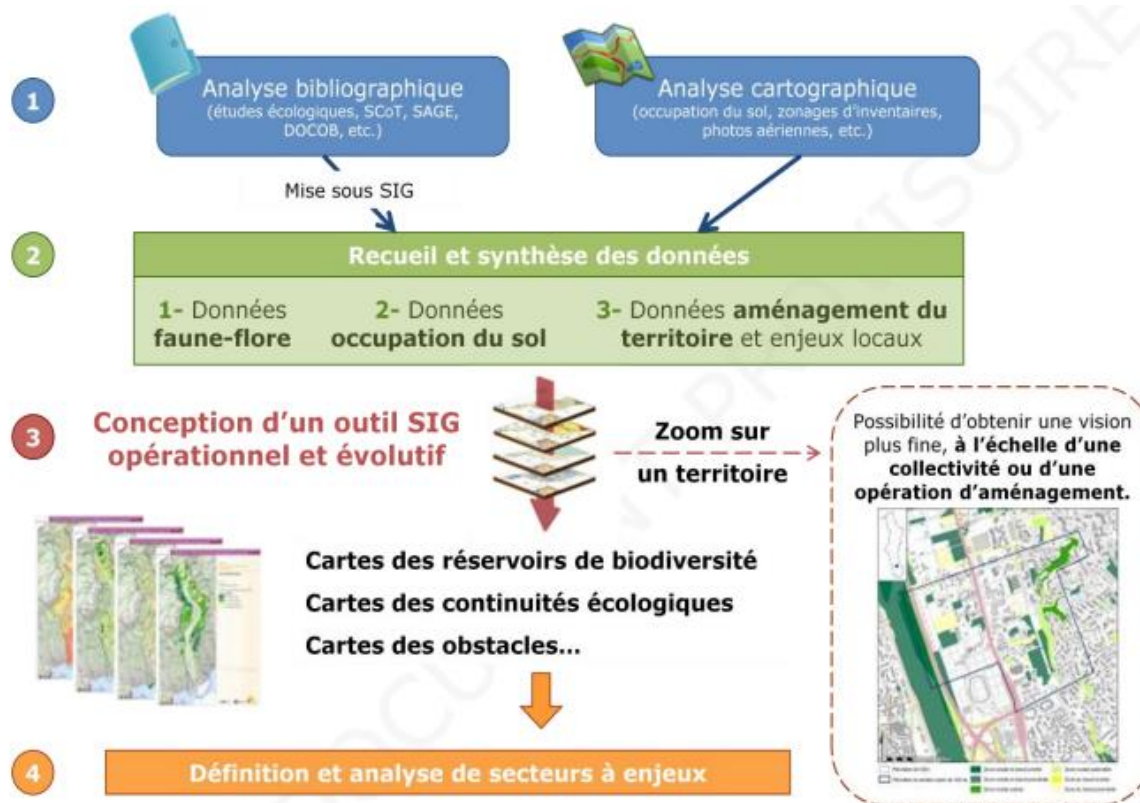 1
Analyse bibliographique
(études écologiques, SCoT, SAGE,
DOCOB, etc.)
Analyse cartographique
(occupation du sol, zonages d'inventaires,
photos aériennes, etc.)
Mise sous SIG
2
Recueil et synthèse des données
1- Données
faune-flore
2- Données
occupation du sol
3- Données aménagement du
territoire et enjeux locaux
3
Conception d'un outil SIG
opérationnel et évolutif
Zoom sur
un territoire
Possibilité d'obtenir une vision
plus fine, à l'échelle d'une
collectivité ou d'une
opération d'aménagement.
Cartes des réservoirs de biodiversité
Cartes des continuités écologiques
Cartes des obstacles...
4
Définition et analyse de secteurs à enjeux